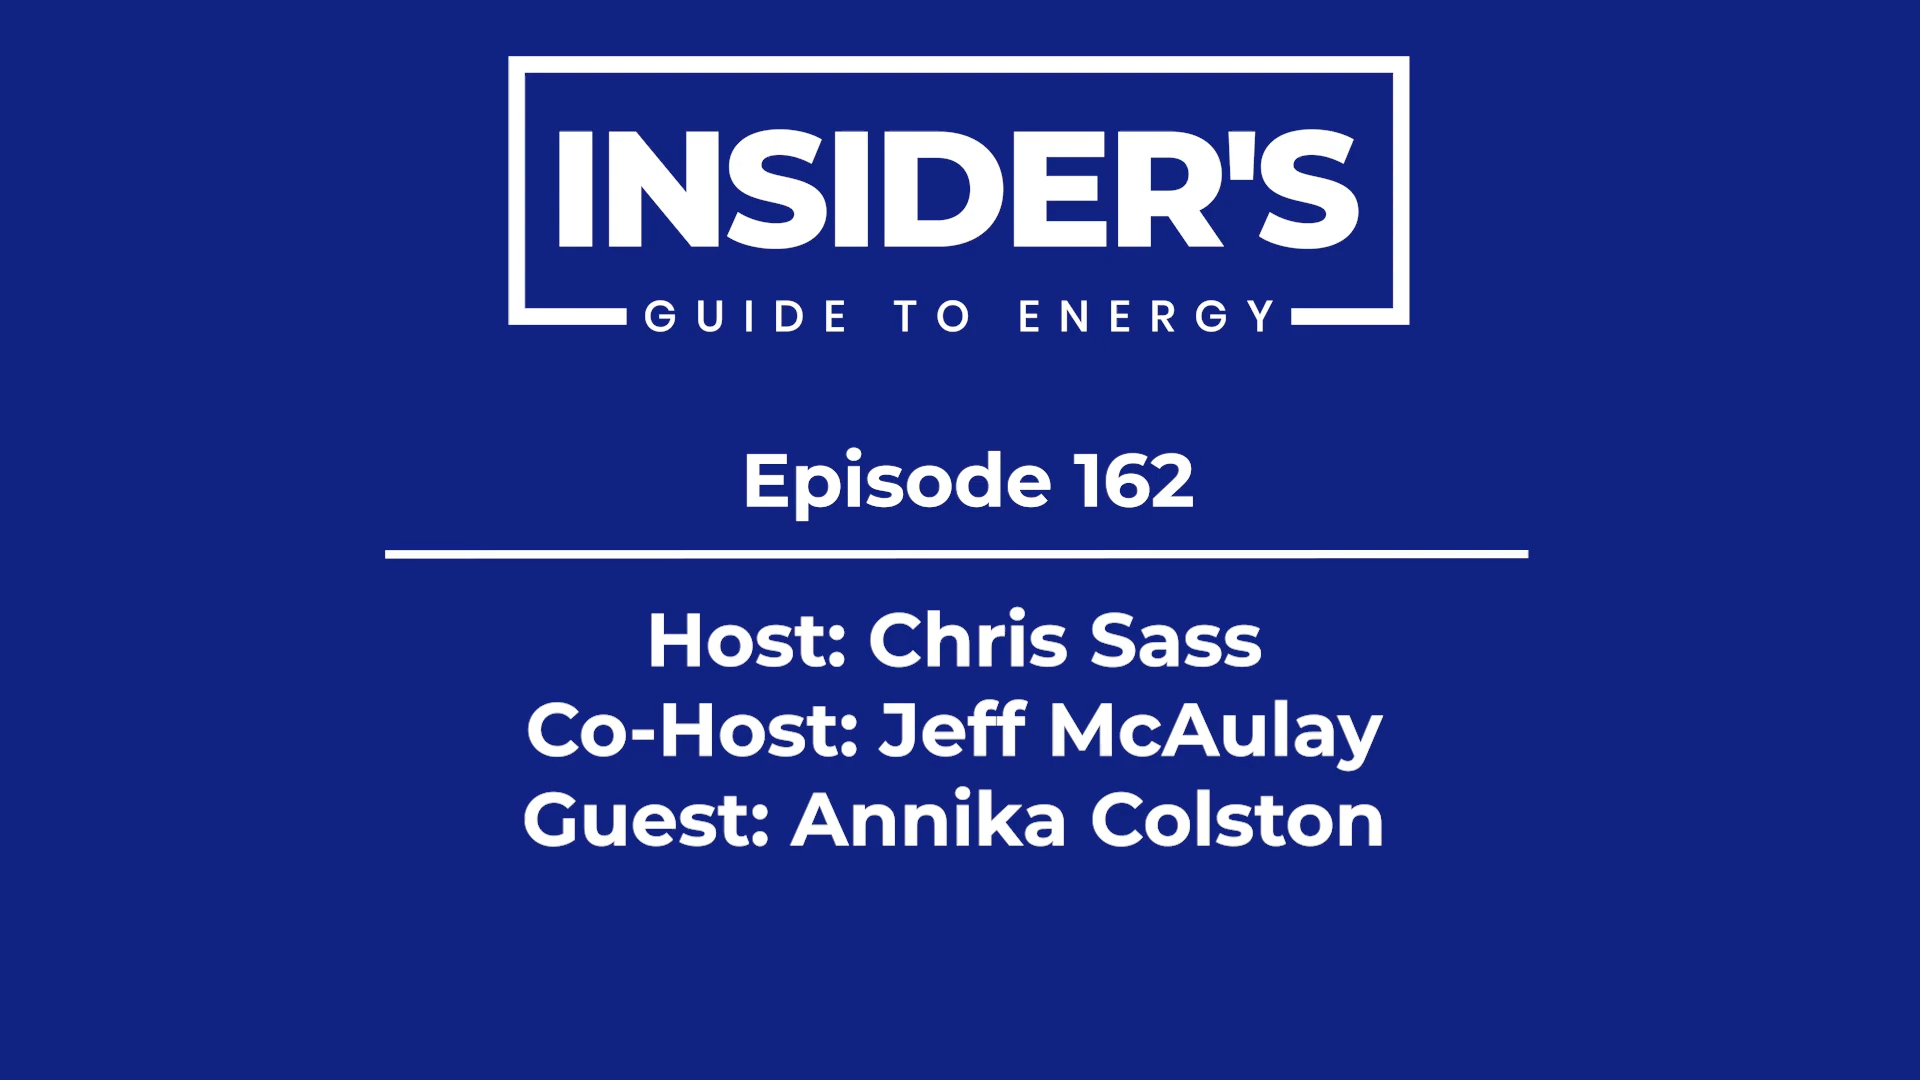 INSIDER'S
GUIDE TO ENERGY
Episode 162
Host: Chris Sass
Co-Host: Jeff McAulay
Guest: Annika Colston